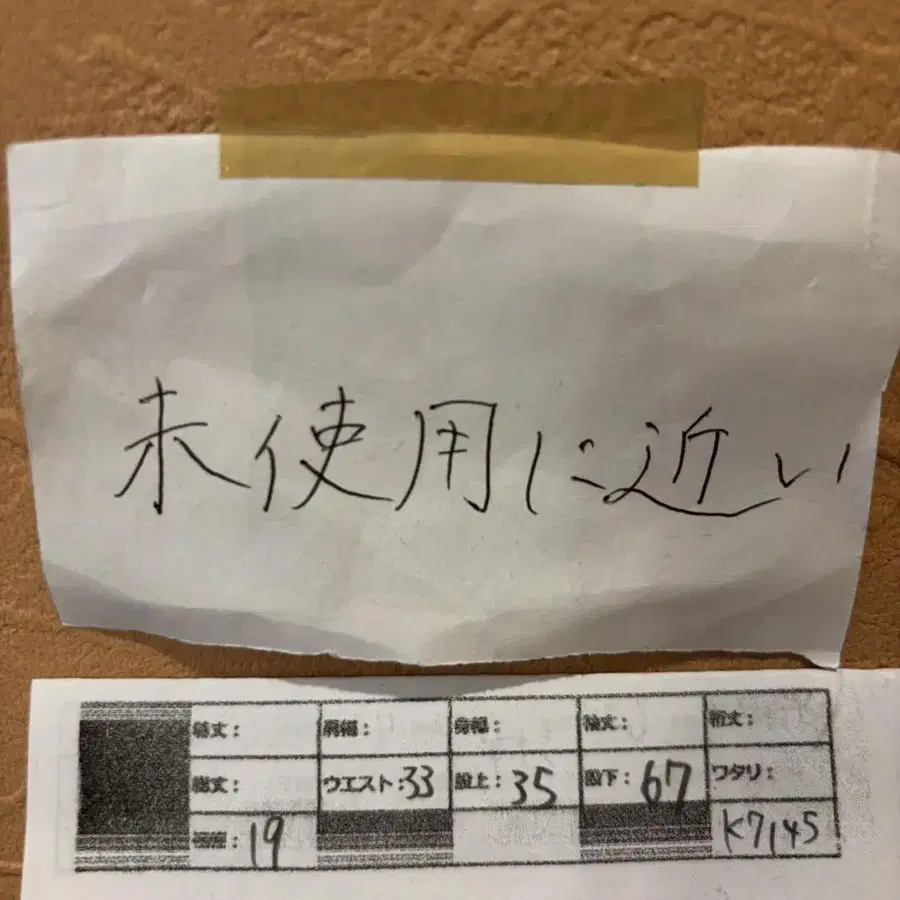 未使用に近い
着丈： 肩幅： 身幅： 袖丈： 裄丈：
総丈： ウエスト：33 股上：35 股下：67 ワタリ：
裾幅：19 K7145